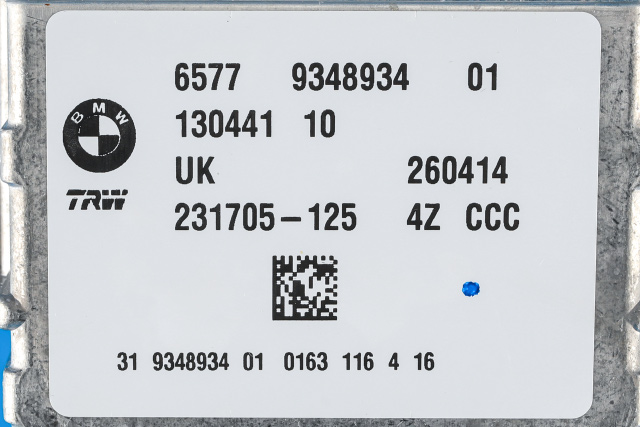 6577 9348934 01
BMW
130441 10
UK 260414
TRW
231705-125 4Z CCC
31 9348934 01 0163 116 4 16